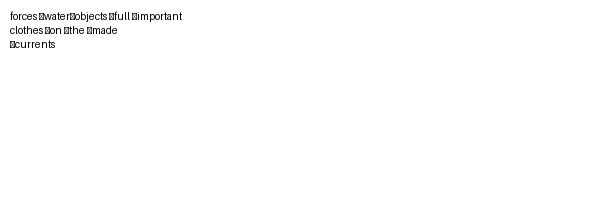 forces water objects full important
clothes on the made
currents